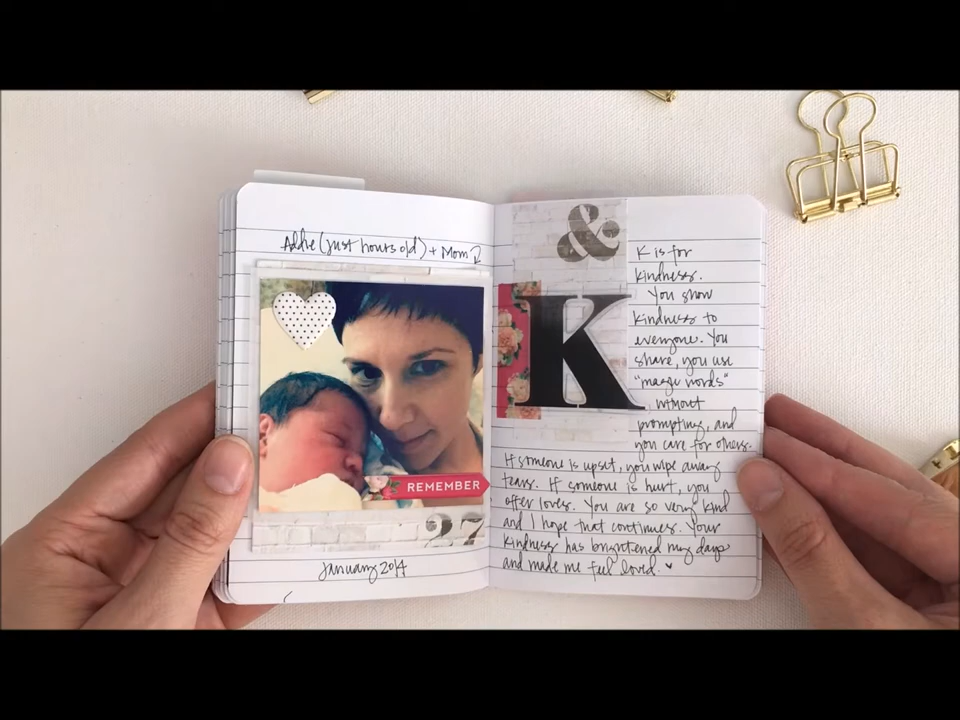 Addie (just hours old) + Mom
REMEMBER
27
January 2014
&
K
K is for
kindness.
You show
kindness to
everyone. You
share, you use
"magic words"
without
prompting, and
you care for others.
If someone is upset, you wipe away
tears. If someone is hurt, you
offer loves. You are so very kind
and I hope that continues. Your
kindness has brightened my days
and made me feel loved. ♥